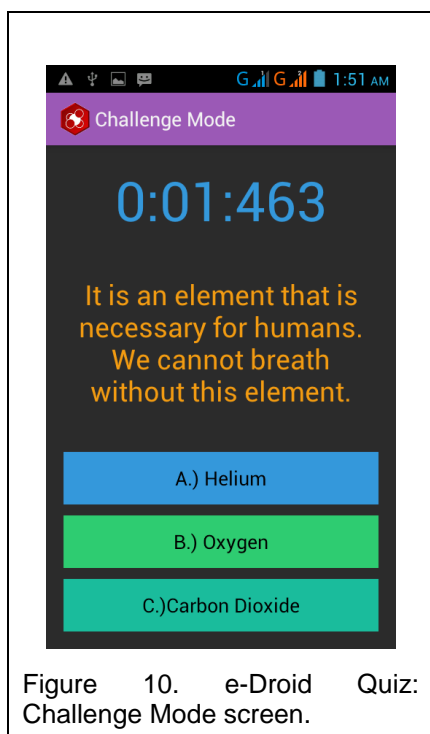 G G 1:51 AM
Challenge Mode
0:01:463
It is an element that is
necessary for humans.
We cannot breath
without this element.
A.) Helium
B.) Oxygen
C.)Carbon Dioxide
Figure 10. e-Droid Quiz:
Challenge Mode screen.